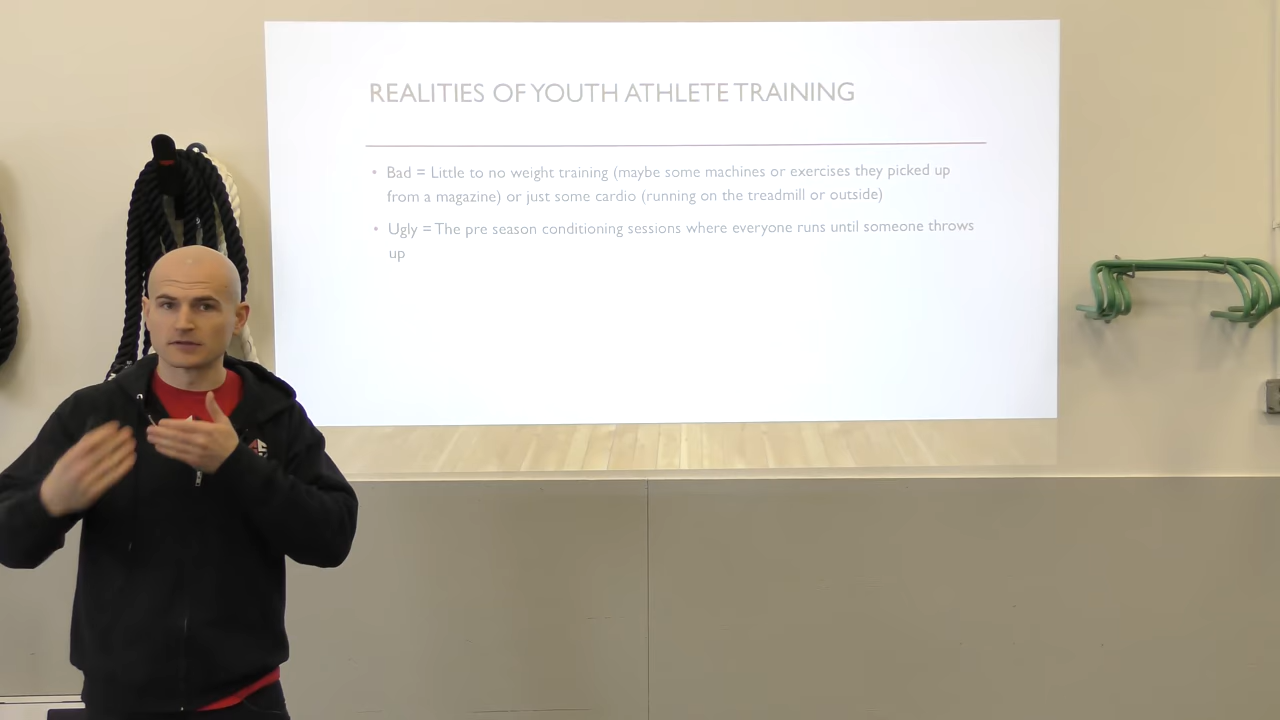 REALITIES OF YOUTH ATHLETE TRAINING
• Bad = Little to no weight training (maybe some machines or exercises they picked up
from a magazine) or just some cardio (running on the treadmill or outside)
• Ugly = The pre season conditioning sessions where everyone runs until someone throws
up